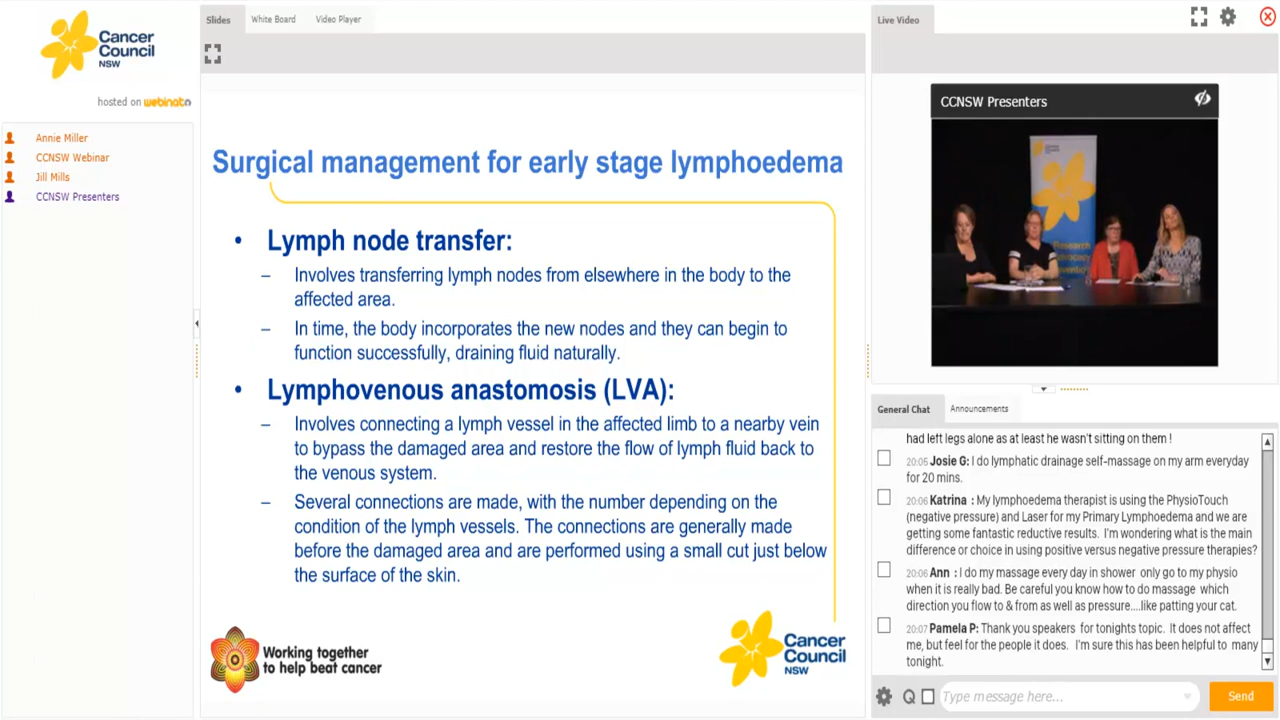 Cancer
Council
NSW
hosted on webinato
Annie Miller
CCNSW Webinar
Jill Mills
CCNSW Presenters
Slides
White Board
Video Player
Surgical management for early stage lymphoedema
• Lymph node transfer:
– Involves transferring lymph nodes from elsewhere in the body to the
affected area.
– In time, the body incorporates the new nodes and they can begin to
function successfully, draining fluid naturally.
• Lymphovenous anastomosis (LVA):
– Involves connecting a lymph vessel in the affected limb to a nearby vein
to bypass the damaged area and restore the flow of lymph fluid back to
the venous system.
– Several connections are made, with the number depending on the
condition of the lymph vessels. The connections are generally made
before the damaged area and are performed using a small cut just below
the surface of the skin.
Working together
to help beat cancer
Cancer
Council
NSW
Live Video
CCNSW Presenters
Research
General Chat
Announcements
had left legs alone as at least he wasn't sitting on them !
20:05 Josie G: I do lymphatic drainage self-massage on my arm everyday
for 20 mins.
20:06 Katrina : My lymphoedema therapist is using the PhysioTouch
(negative pressure) and Laser for my Primary Lymphoedema and we are
getting some fantastic reductive results. I'm wondering what is the main
difference or choice in using positive versus negative pressure therapies?
20:06 Ann : I do my massage every day in shower only go to my physio
when it is really bad. Be careful you know how to do massage which
direction you flow to & from as well as pressure....like patting your cat.
20:07 Pamela P: Thank you speakers for tonights topic. It does not affect
me, but feel for the people it does. I'm sure this has been helpful to many
tonight.
Q
Type message here...
Send